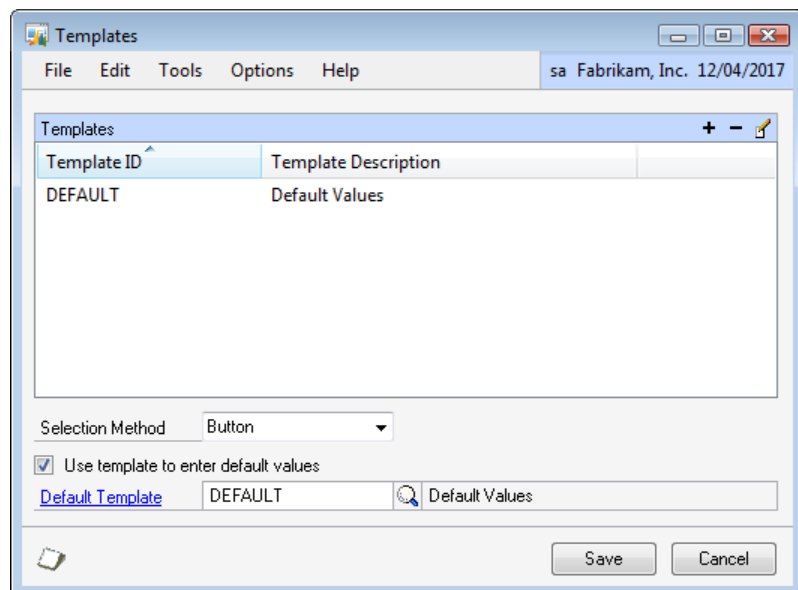 Templates
File Edit Tools Options Help sa Fabrikam, Inc. 12/04/2017
Templates
Template ID Template Description
DEFAULT Default Values
Selection Method Button
Use template to enter default values
Default Template DEFAULT Default Values
Save Cancel